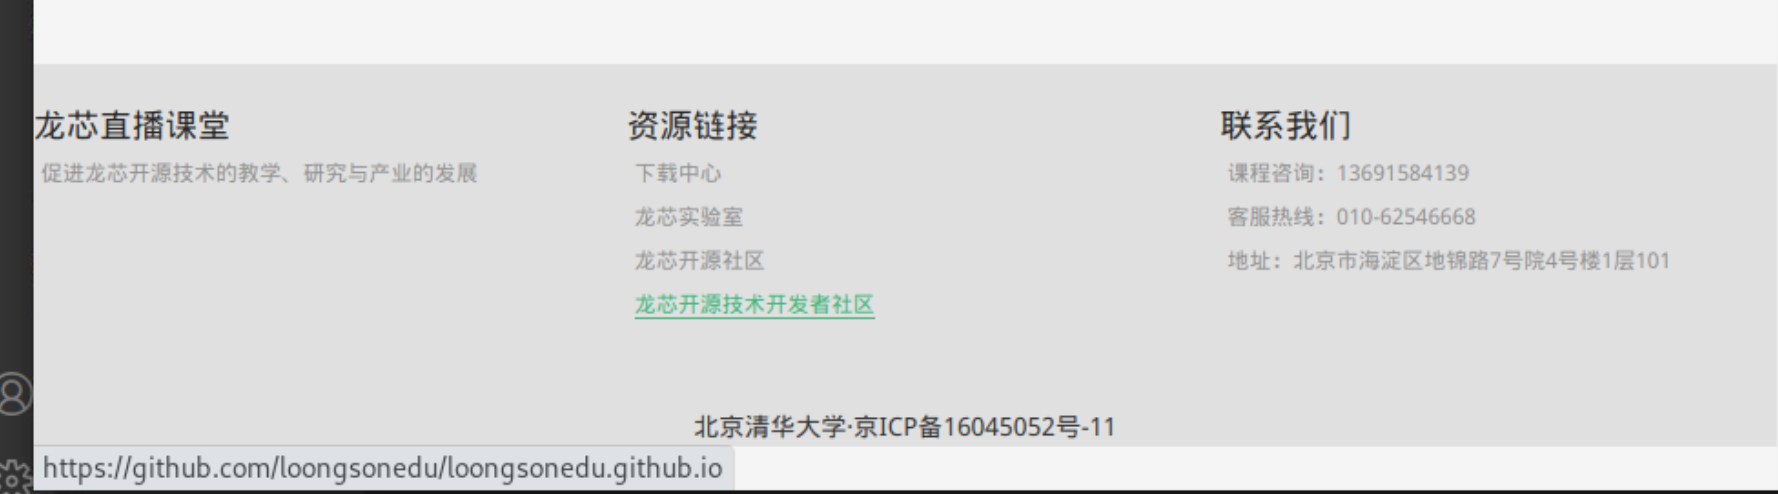 龙芯直播课堂
促进龙芯开源技术的教学、研究与产业的发展
资源链接
下载中心
龙芯实验室
龙芯开源社区
龙芯开源技术开发者社区
联系我们
课程咨询：13691584139
客服热线：010-62546668
地址：北京市海淀区地锦路7号院4号楼1层101
北京清华大学·京ICP备16045052号-11
https://github.com/loongsonedu/loongsonedu.github.io